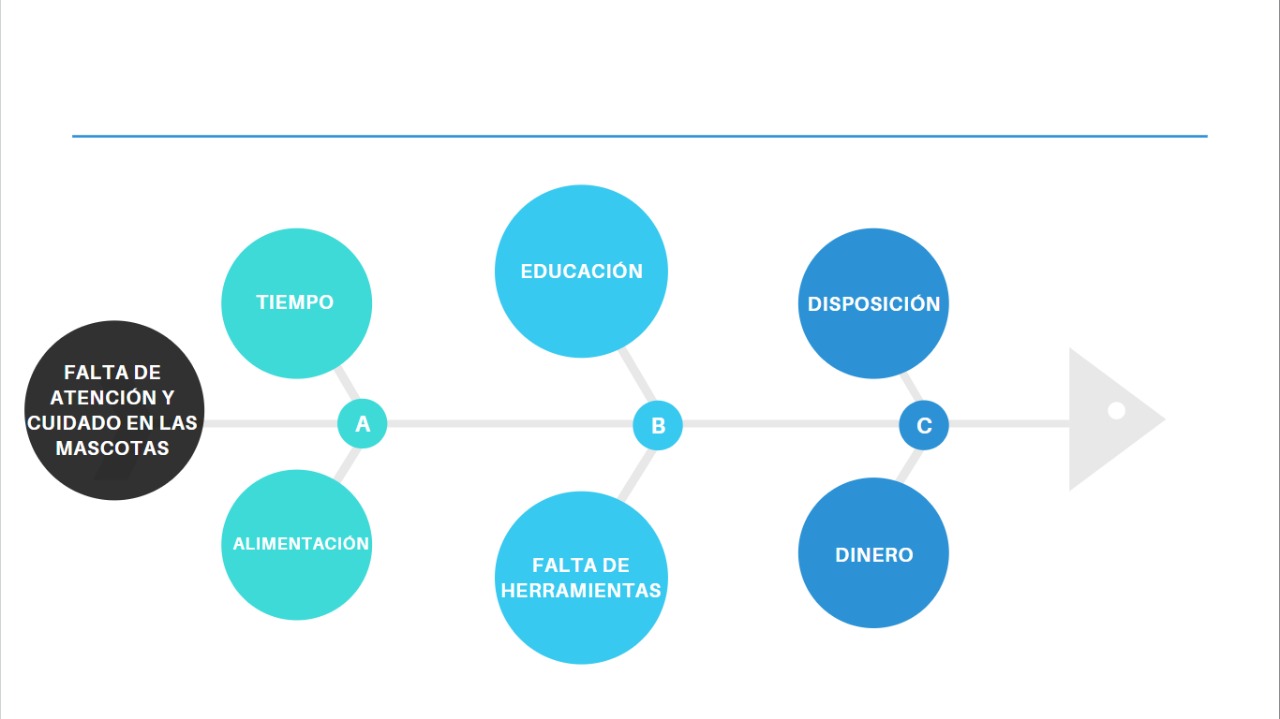 TIEMPO
EDUCACIÓN
DISPOSICIÓN
FALTA DE
ATENCIÓN Y
CUIDADO EN LAS
MASCOTAS
A
B
C
ALIMENTACIÓN
FALTA DE
HERRAMIENTAS
DINERO